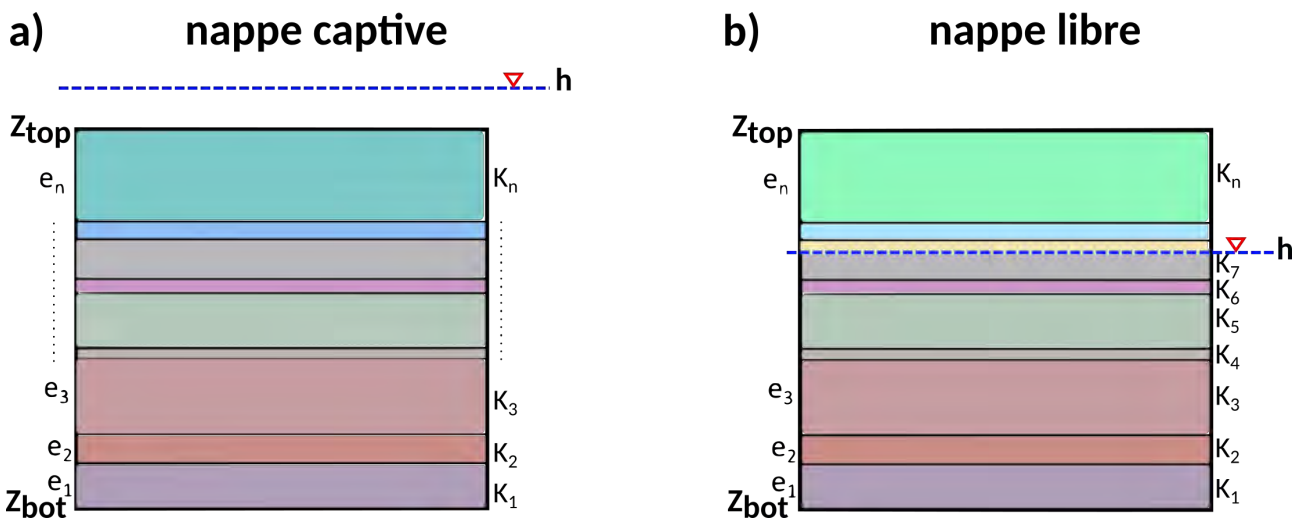 a) nappe captive
h
Ztop
en
Kn
e3
K3
e2
K2
e1
K1
Zbot
b) nappe libre
Ztop
en
Kn
h
K7
K6
K5
K4
e3
K3
e2
K2
e1
K1
Zbot